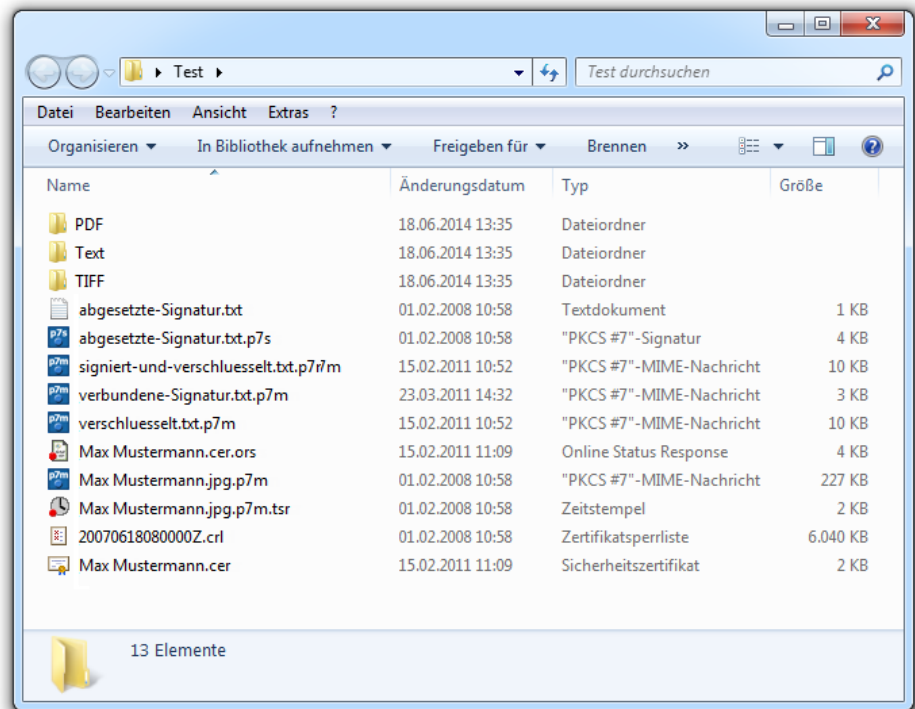 Test
Test durchsuchen
Datei Bearbeiten Ansicht Extras ?
Organisieren In Bibliothek aufnehmen Freigeben für Brennen »
Name Änderungsdatum Typ Größe
PDF 18.06.2014 13:35 Dateiordner
Text 18.06.2014 13:35 Dateiordner
TIFF 18.06.2014 13:35 Dateiordner
abgesetzte-Signatur.txt 01.02.2008 10:58 Textdokument 1 KB
p7s abgesetzte-Signatur.txt.p7s 01.02.2008 10:58 "PKCS #7"-Signatur 4 KB
p7m signiert-und-verschluesselt.txt.p7r7m 15.02.2011 10:52 "PKCS #7"-MIME-Nachricht 10 KB
p7m verbundene-Signatur.txt.p7m 23.03.2011 14:32 "PKCS #7"-MIME-Nachricht 3 KB
p7m verschluesselt.txt.p7m 15.02.2011 10:52 "PKCS #7"-MIME-Nachricht 10 KB
Max Mustermann.cer.ors 15.02.2011 11:09 Online Status Response 4 KB
p7m Max Mustermann.jpg.p7m 01.02.2008 10:58 "PKCS #7"-MIME-Nachricht 227 KB
Max Mustermann.jpg.p7m.tsr 01.02.2008 10:58 Zeitstempel 2 KB
20070618080000Z.crl 01.02.2008 10:58 Zertifikatsperrliste 6.040 KB
Max Mustermann.cer 15.02.2011 11:09 Sicherheitszertifikat 2 KB
13 Elemente